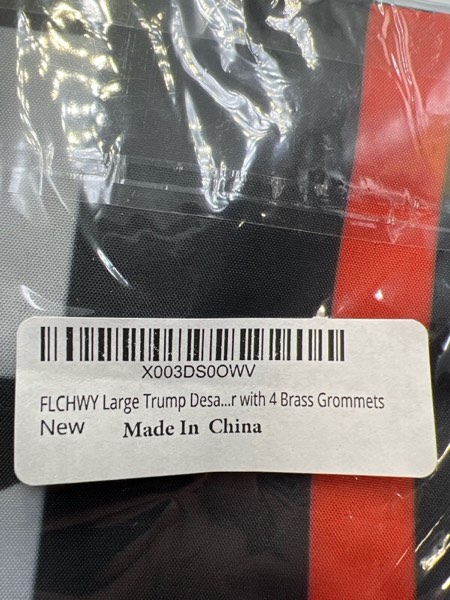 X003DS0OWV
FLCHWY Large Trump Desa...r with 4 Brass Grommets
New Made In China